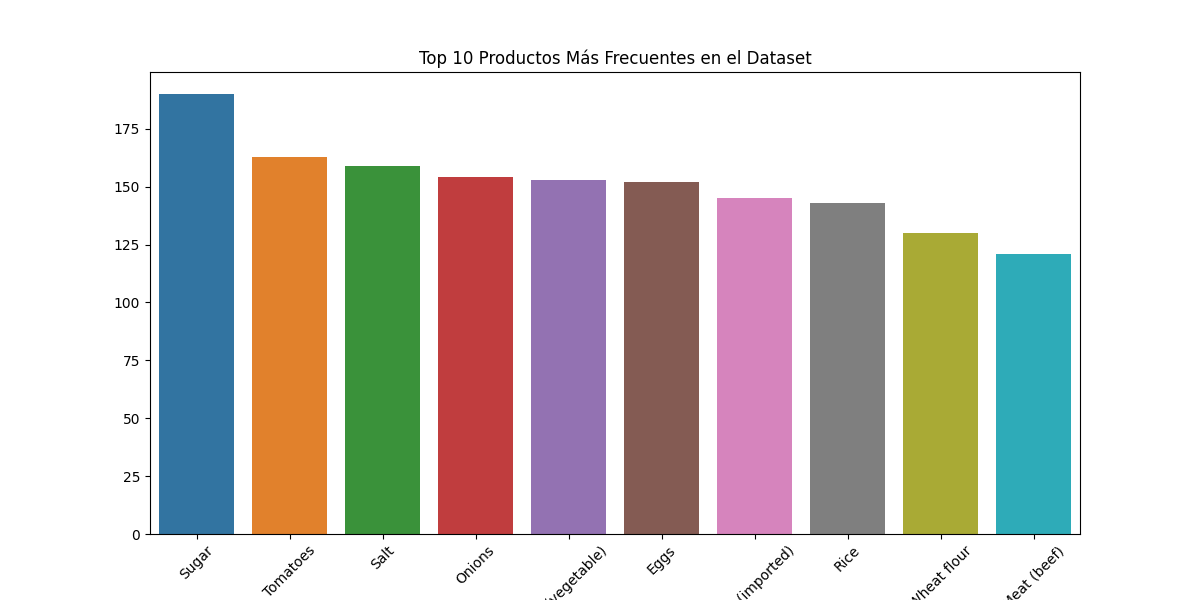 Top 10 Productos Más Frecuentes en el Dataset
175
150
125
100
75
50
25
0
Sugar
Tomatoes
Salt
Onions
(vegetable)
Eggs
(imported)
Rice
Wheat flour
Meat (beef)